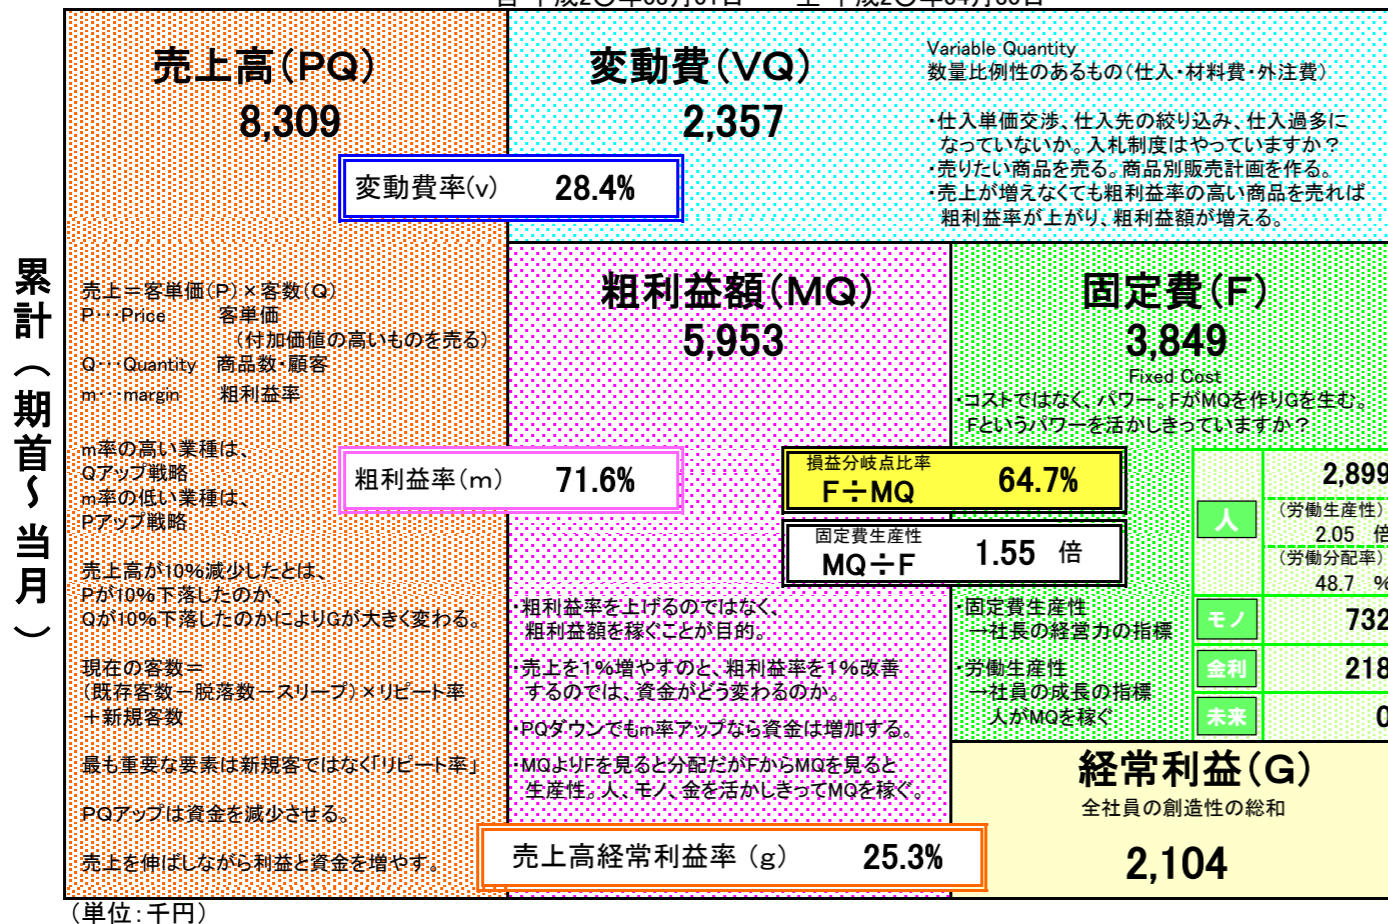 売上高(PQ)
8,309
変動費率(v) 28.4%
売上=客単価(P)×客数(Q)
P…Price 客単価
(付加価値の高いものを売る)
Q…Quantity 商品数・顧客
m…margin 粗利益率
m率の高い業種は、
Qアップ戦略
m率の低い業種は、
Pアップ戦略
売上高が10%減少したとは、
Pが10%下落したのか、
Qが10%下落したのかによりGが大きく変わる。
現在の客数=
(既存客数-脱落数-スリープ)×リピート率
+新規客数
最も重要な要素は新規客ではなく「リピート率」
PQアップは資金を減少させる。
売上を伸ばしながら利益と資金を増やす。
変動費(VQ)
2,357
Variable Quantity
数量比例性のあるもの(仕入・材料費・外注費)
・仕入単価交渉、仕入先の絞り込み、仕入過多に
なっていないか。入札制度はやっていますか?
・売りたい商品を売る。商品別販売計画を作る。
・売上が増えなくても粗利益率の高い商品を売れば
粗利益率が上がり、粗利益額が増える。
粗利益額(MQ)
5,953
粗利益率(m) 71.6%
損益分岐点比率
F÷MQ 64.7%
固定費生産性
MQ÷F 1.55 倍
・粗利益率を上げるのではなく、
粗利益額を稼ぐことが目的。
・売上を1%増やすのと、粗利益率を1%改善
するのでは、資金がどう変わるのか。
・PQダウンでもm率アップなら資金は増加する。
・MQよりFを見ると分配だがFからMQを見ると
生産性。人、モノ、金を活かしきってMQを稼ぐ。
売上高経常利益率(g) 25.3%
固定費(F)
3,849
Fixed Cost
・コストではなく、パワー。FがMQを作りGを生む。
Fというパワーを活かしきっていますか?
人 2,899
(労働生産性)
2.05 倍
(労働分配率)
48.7 %
・固定費生産性
→社長の経営力の指標
・労働生産性
→社員の成長の指標
人がMQを稼ぐ
モノ 732
金利 218
未来 0
経常利益(G)
全社員の創造性の総和
2,104
累計(期首~当月)
(単位:千円)